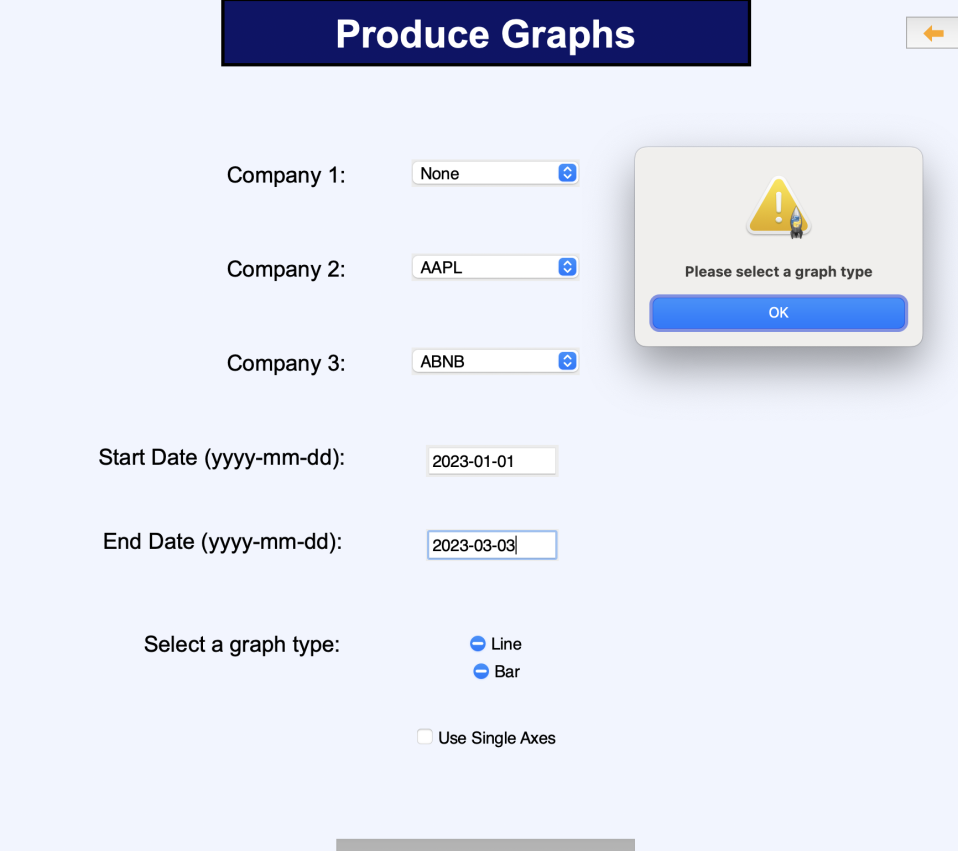 Produce Graphs
Company 1: None
Please select a graph type
OK
Company 2: AAPL
Company 3: ABNB
Start Date (yyyy-mm-dd): 2023-01-01
End Date (yyyy-mm-dd): 2023-03-03
Select a graph type: Line
Bar
Use Single Axes